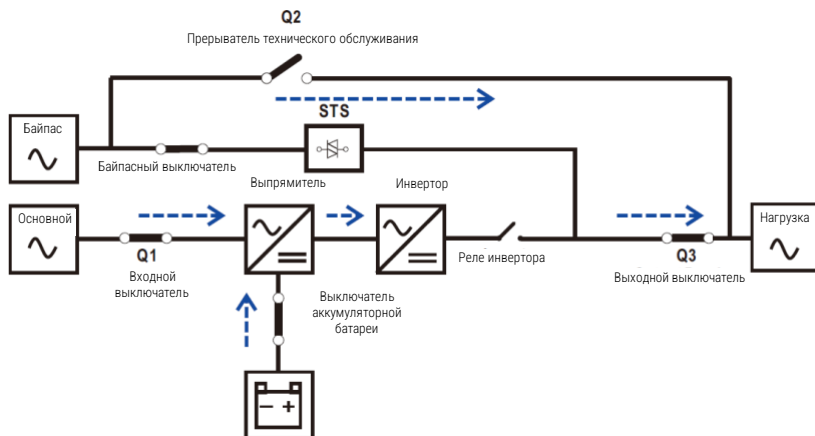 Q2
Прерыватель технического обслуживания
STS
Байпас
Байпасный выключатель
Выпрямитель
Инвертор
Основной
Нагрузка
Q1
Реле инвертора
Q3
Входной
выключатель
Выходной выключатель
Выключатель
аккумуляторной
батареи